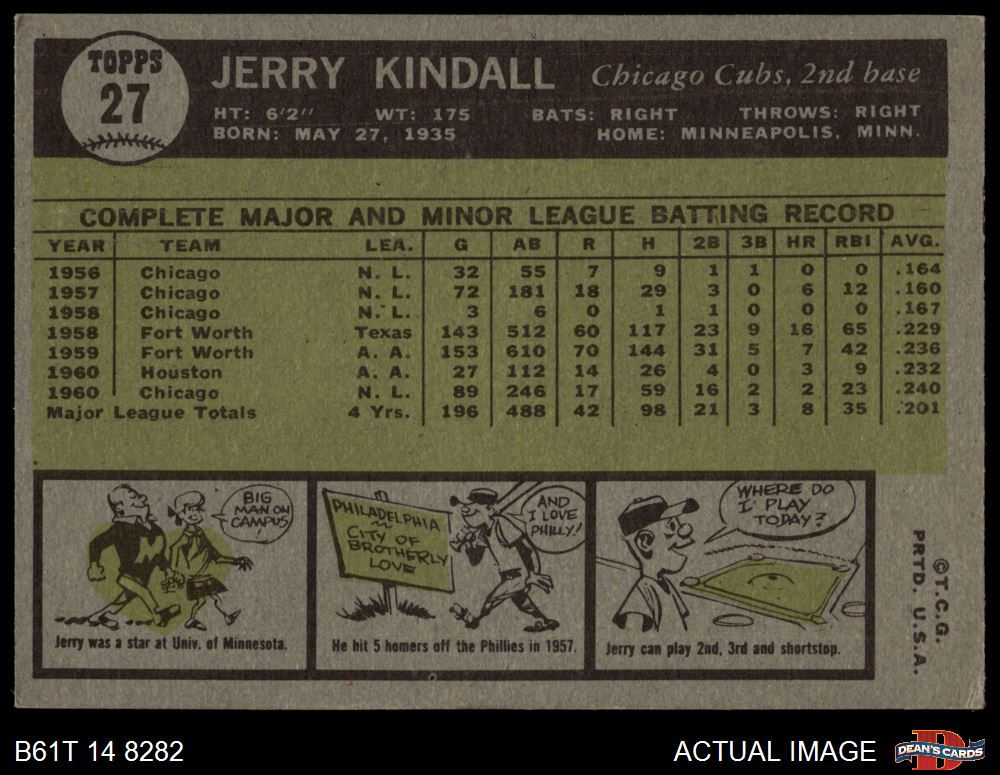 TOPPS
27
JERRY KINDALL Chicago Cubs, 2nd base
HT: 6'2" WT: 175 BATS: RIGHT THROWS: RIGHT
BORN: MAY 27, 1935 HOME: MINNEAPOLIS, MINN.
COMPLETE MAJOR AND MINOR LEAGUE BATTING RECORD
YEAR TEAM LEA. G AB R H 2B 3B HR RBI AVG.
1956 Chicago N. L. 32 55 7 9 1 1 0 0 .164
1957 Chicago N. L. 72 181 18 29 3 0 6 12 .160
1958 Chicago N. L. 3 6 0 1 1 0 0 0 .167
1958 Fort Worth Texas 143 512 60 117 23 9 16 65 .229
1959 Fort Worth A. A. 153 610 70 144 31 5 7 42 .236
1960 Houston A. A. 27 112 14 26 4 0 3 9 .232
1960 Chicago N. L. 89 246 17 59 16 2 2 23 .240
Major League Totals 4 Yrs. 196 488 42 98 21 3 8 35 .201
BIG
MAN ON
CAMPUS
!
M
Jerry was a star at Univ. of Minnesota.
PHILADELPHIA
~
CITY OF
BROTHERLY
LOVE
AND
I LOVE
PHILLY!
He hit 5 homers off the Phillies in 1957.
WHERE DO
I PLAY
TODAY?
Jerry can play 2nd, 3rd and shortstop.
©T.C.G.
PRTD. U.S.A.
B61T 14 8282
ACTUAL IMAGE
DEAN'S CARDS